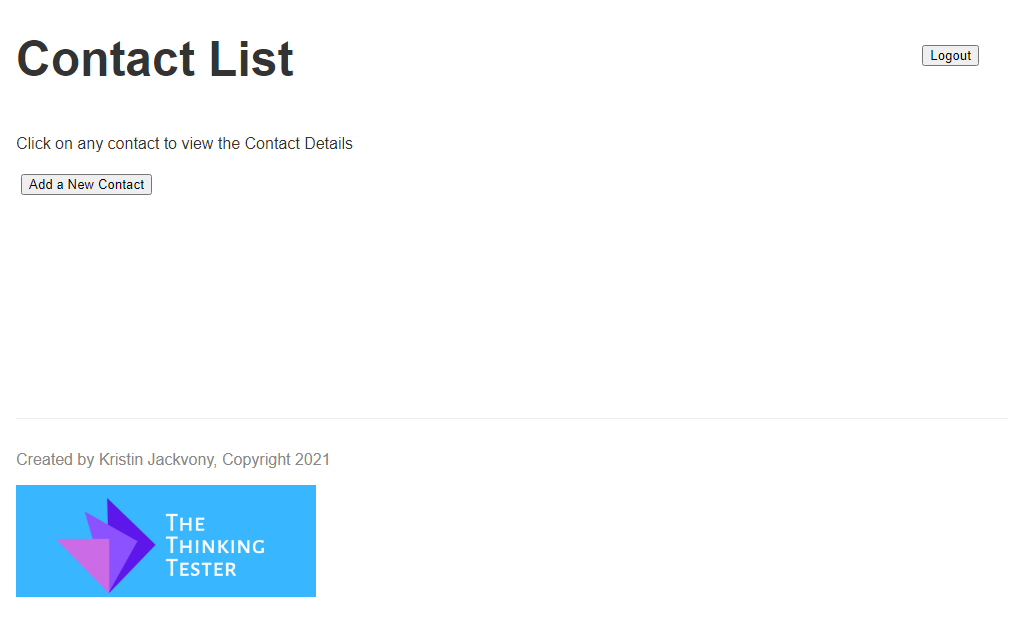 Contact List
Logout
Click on any contact to view the Contact Details
Add a New Contact
Created by Kristin Jackvony, Copyright 2021
The
Thinking
Tester